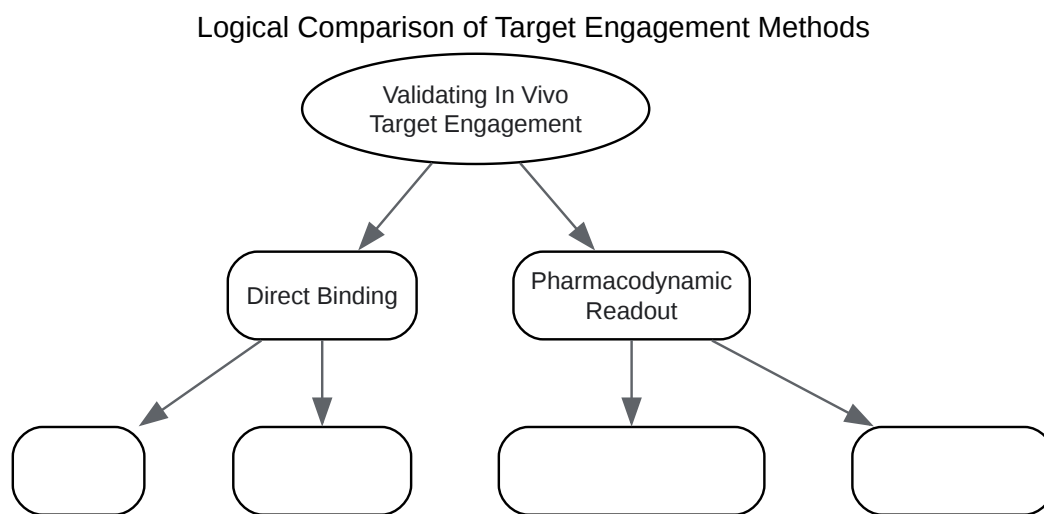 Logical Comparison of Target Engagement Methods
Validating In Vivo
Target Engagement
Direct Binding
Pharmacodynamic
Readout